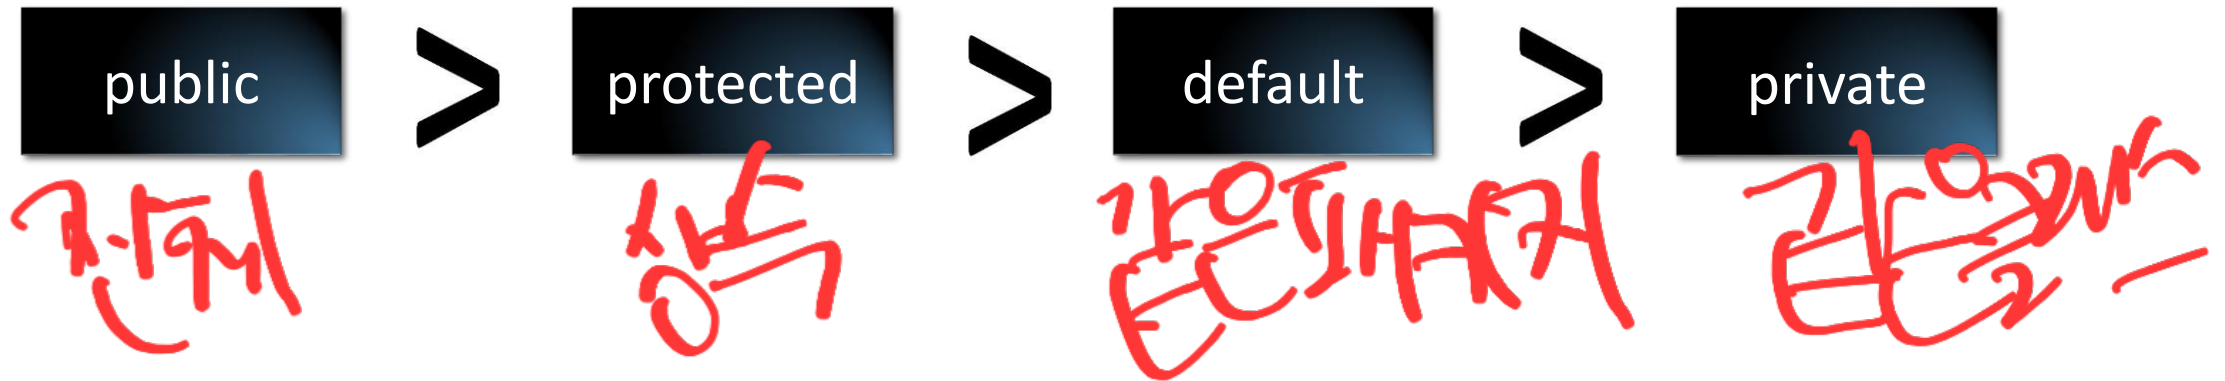 public > protected > default > private
전체 상속 같은패키지 같은클래스